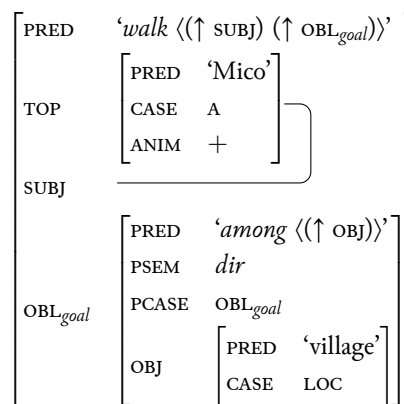 PRED ‘walk ⟨(↑ SUBJ) (↑ OBLgoal)⟩’
PRED ‘Mico’
TOP CASE A
ANIM +
SUBJ
PRED ‘among ⟨(↑ OBJ)⟩’
PSEM dir
OBLgoal PCASE OBLgoal
PRED ‘village’
OBJ
CASE LOC